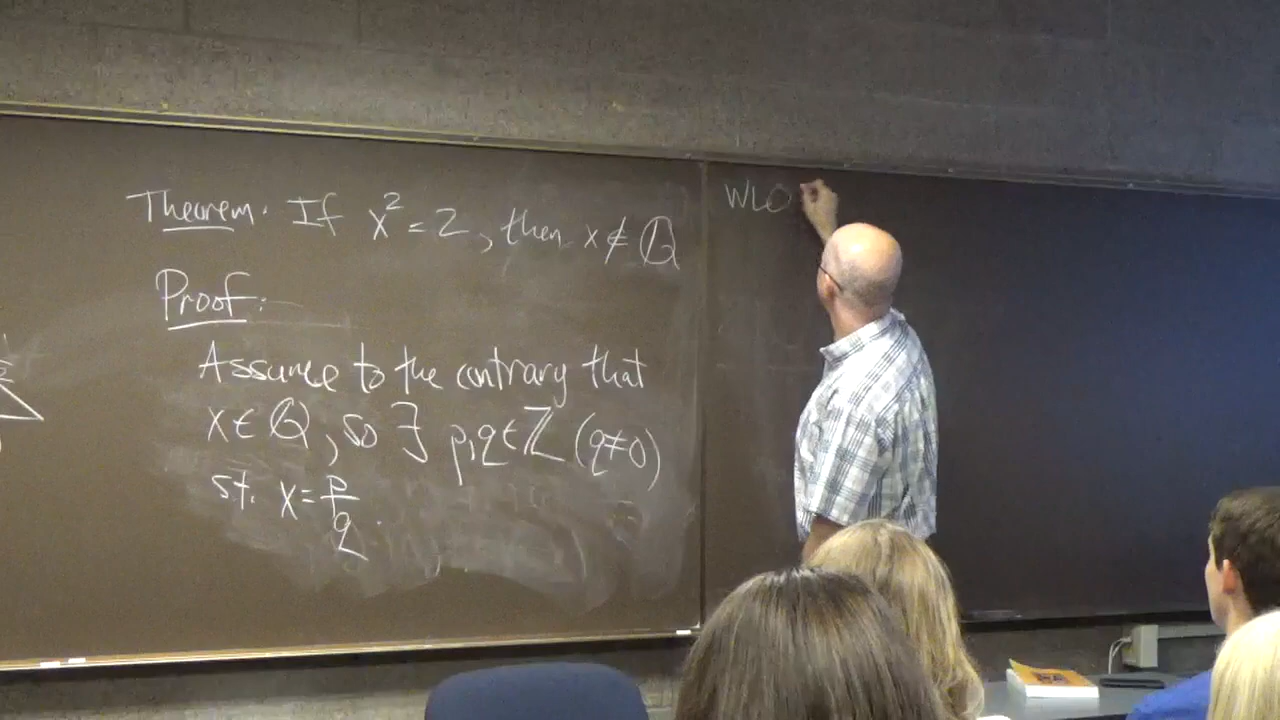 Theorem. If x² = 2, then x ∉ ℚ
Proof:
Assume to the contrary that
x ∈ ℚ, so ∃ p,q ∈ ℤ (q≠0)
st. x = p/q.
WLO